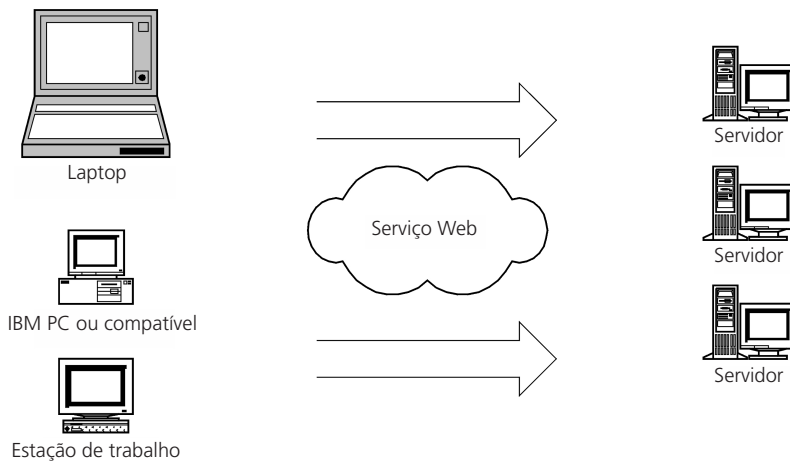 Laptop
IBM PC ou compatível
Estação de trabalho
Serviço Web
Servidor
Servidor
Servidor